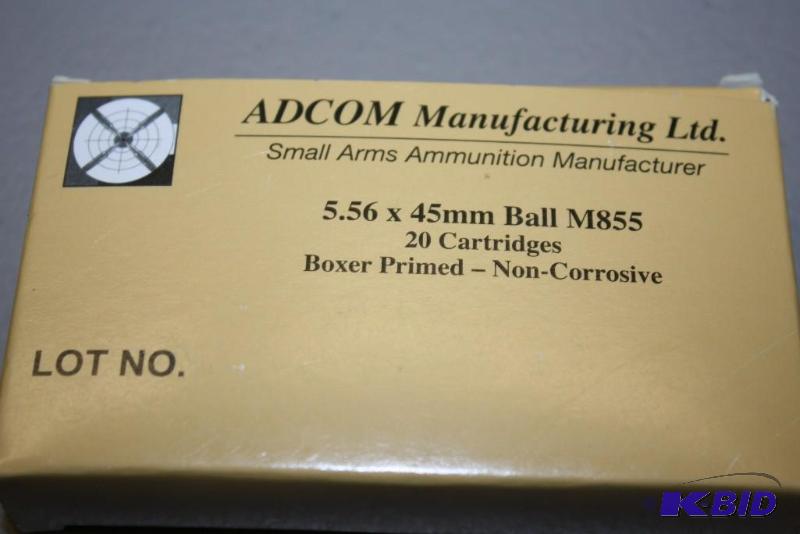 ADCOM Manufacturing Ltd.
Small Arms Ammunition Manufacturer
5.56 x 45mm Ball M855
20 Cartridges
Boxer Primed – Non-Corrosive
LOT NO.
K-BID